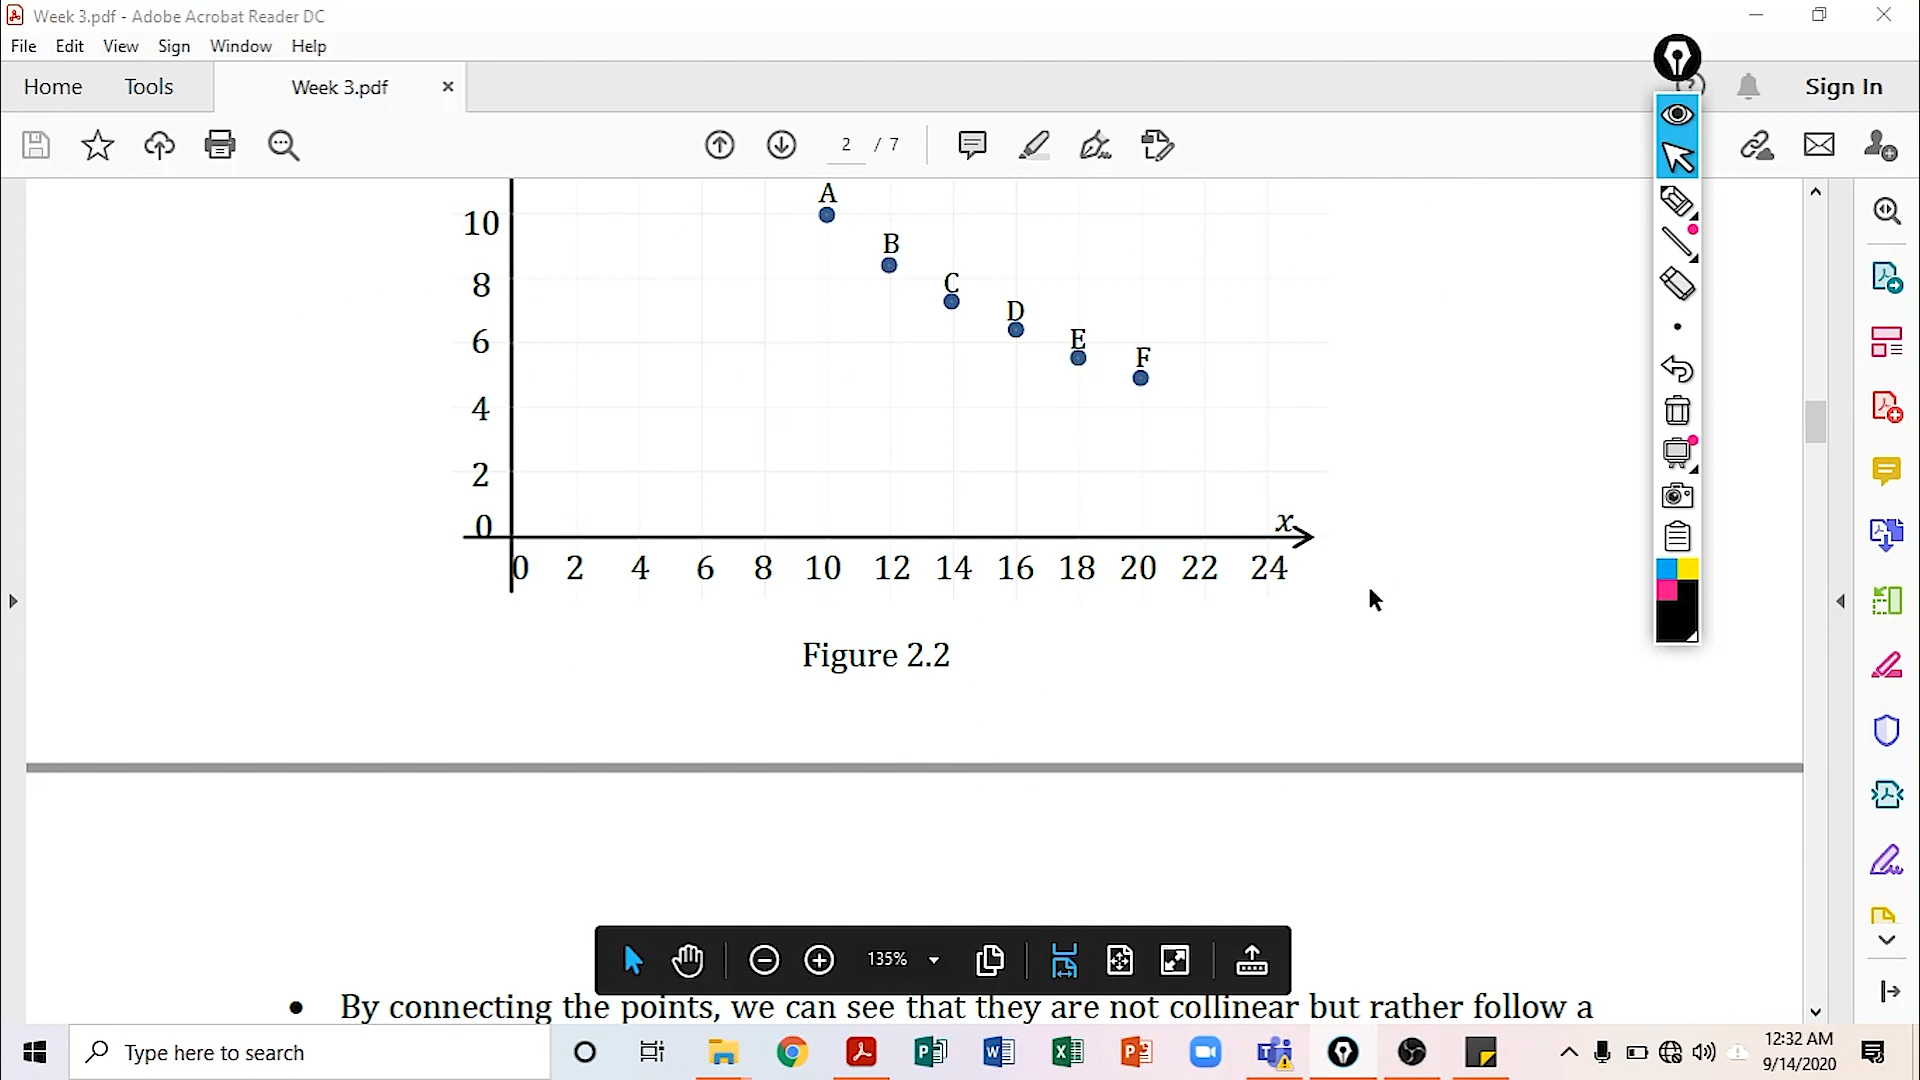 Week 3.pdf - Adobe Acrobat Reader DC
File Edit View Sign Window Help
Home Tools Week 3.pdf × Sign In
2 / 7
A
10
B
8
C
D
6
E
F
4
2
0
x
0 2 4 6 8 10 12 14 16 18 20 22 24
Figure 2.2
135%
• By connecting the points, we can see that they are not collinear but rather follow a
Type here to search
12:32 AM
9/14/2020